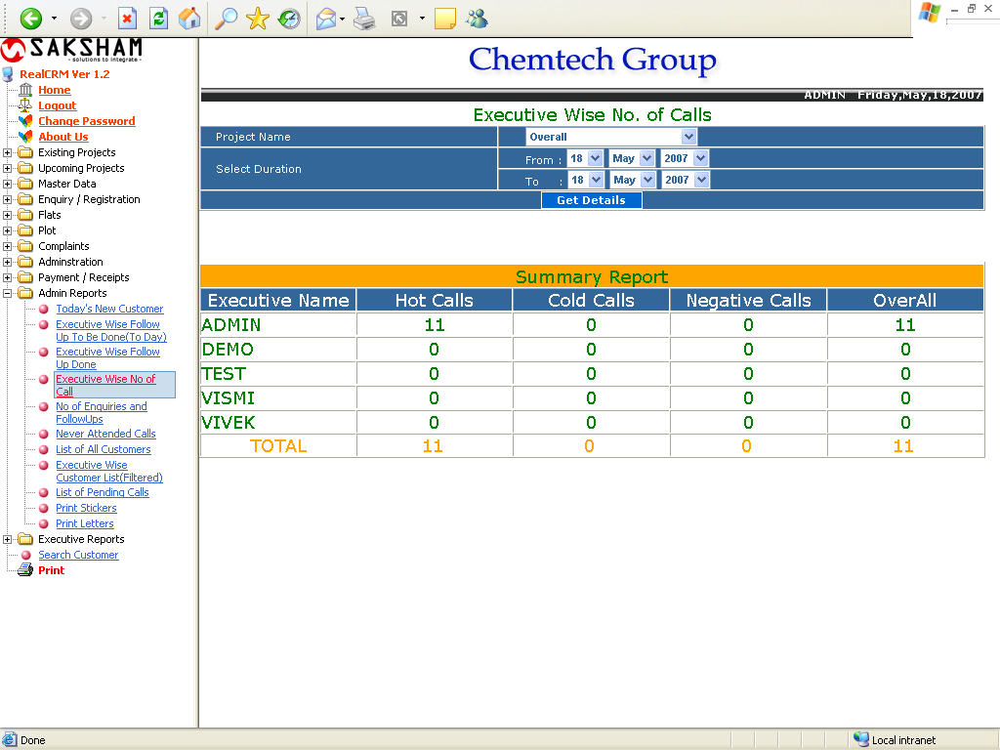 SAKSHAM
- solutions to integrate -
RealCRM Ver 1.2
Home
Logout
Change Password
About Us
Existing Projects
Upcoming Projects
Master Data
Enquiry / Registration
Flats
Plot
Complaints
Adminstration
Payment / Receipts
Admin Reports
Today's New Customer
Executive Wise Follow
Up To Be Done(To Day)
Executive Wise Follow
Up Done
Executive Wise No of
Call
No of Enquiries and
FollowUps
Never Attended Calls
List of All Customers
Executive Wise
Customer List(Filtered)
List of Pending Calls
Print Stickers
Print Letters
Executive Reports
Search Customer
Print
Chemtech Group
ADMIN Friday,May,18,2007
Executive Wise No. of Calls
Project Name Overall
Select Duration
From : 18 May 2007
To : 18 May 2007
Get Details
Summary Report
Executive Name Hot Calls Cold Calls Negative Calls OverAll
ADMIN 11 0 0 11
DEMO 0 0 0 0
TEST 0 0 0 0
VISMI 0 0 0 0
VIVEK 0 0 0 0
TOTAL 11 0 0 11
Done Local intranet